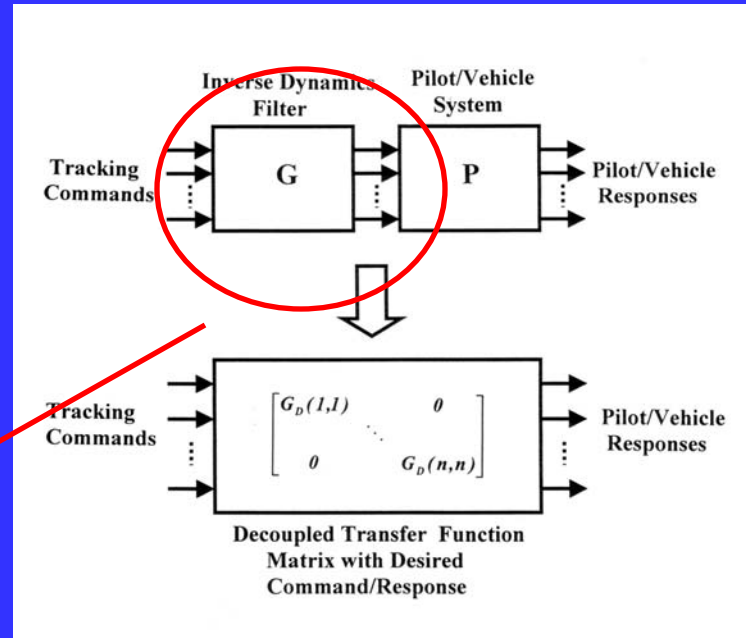 Inverse Dynamics
Filter
Pilot/Vehicle
System
Tracking
Commands
G
P
Pilot/Vehicle
Responses
Tracking
Commands
G_D(1,1) 0
⋱
0 G_D(n,n)
Pilot/Vehicle
Responses
Decoupled Transfer Function
Matrix with Desired
Command/Response